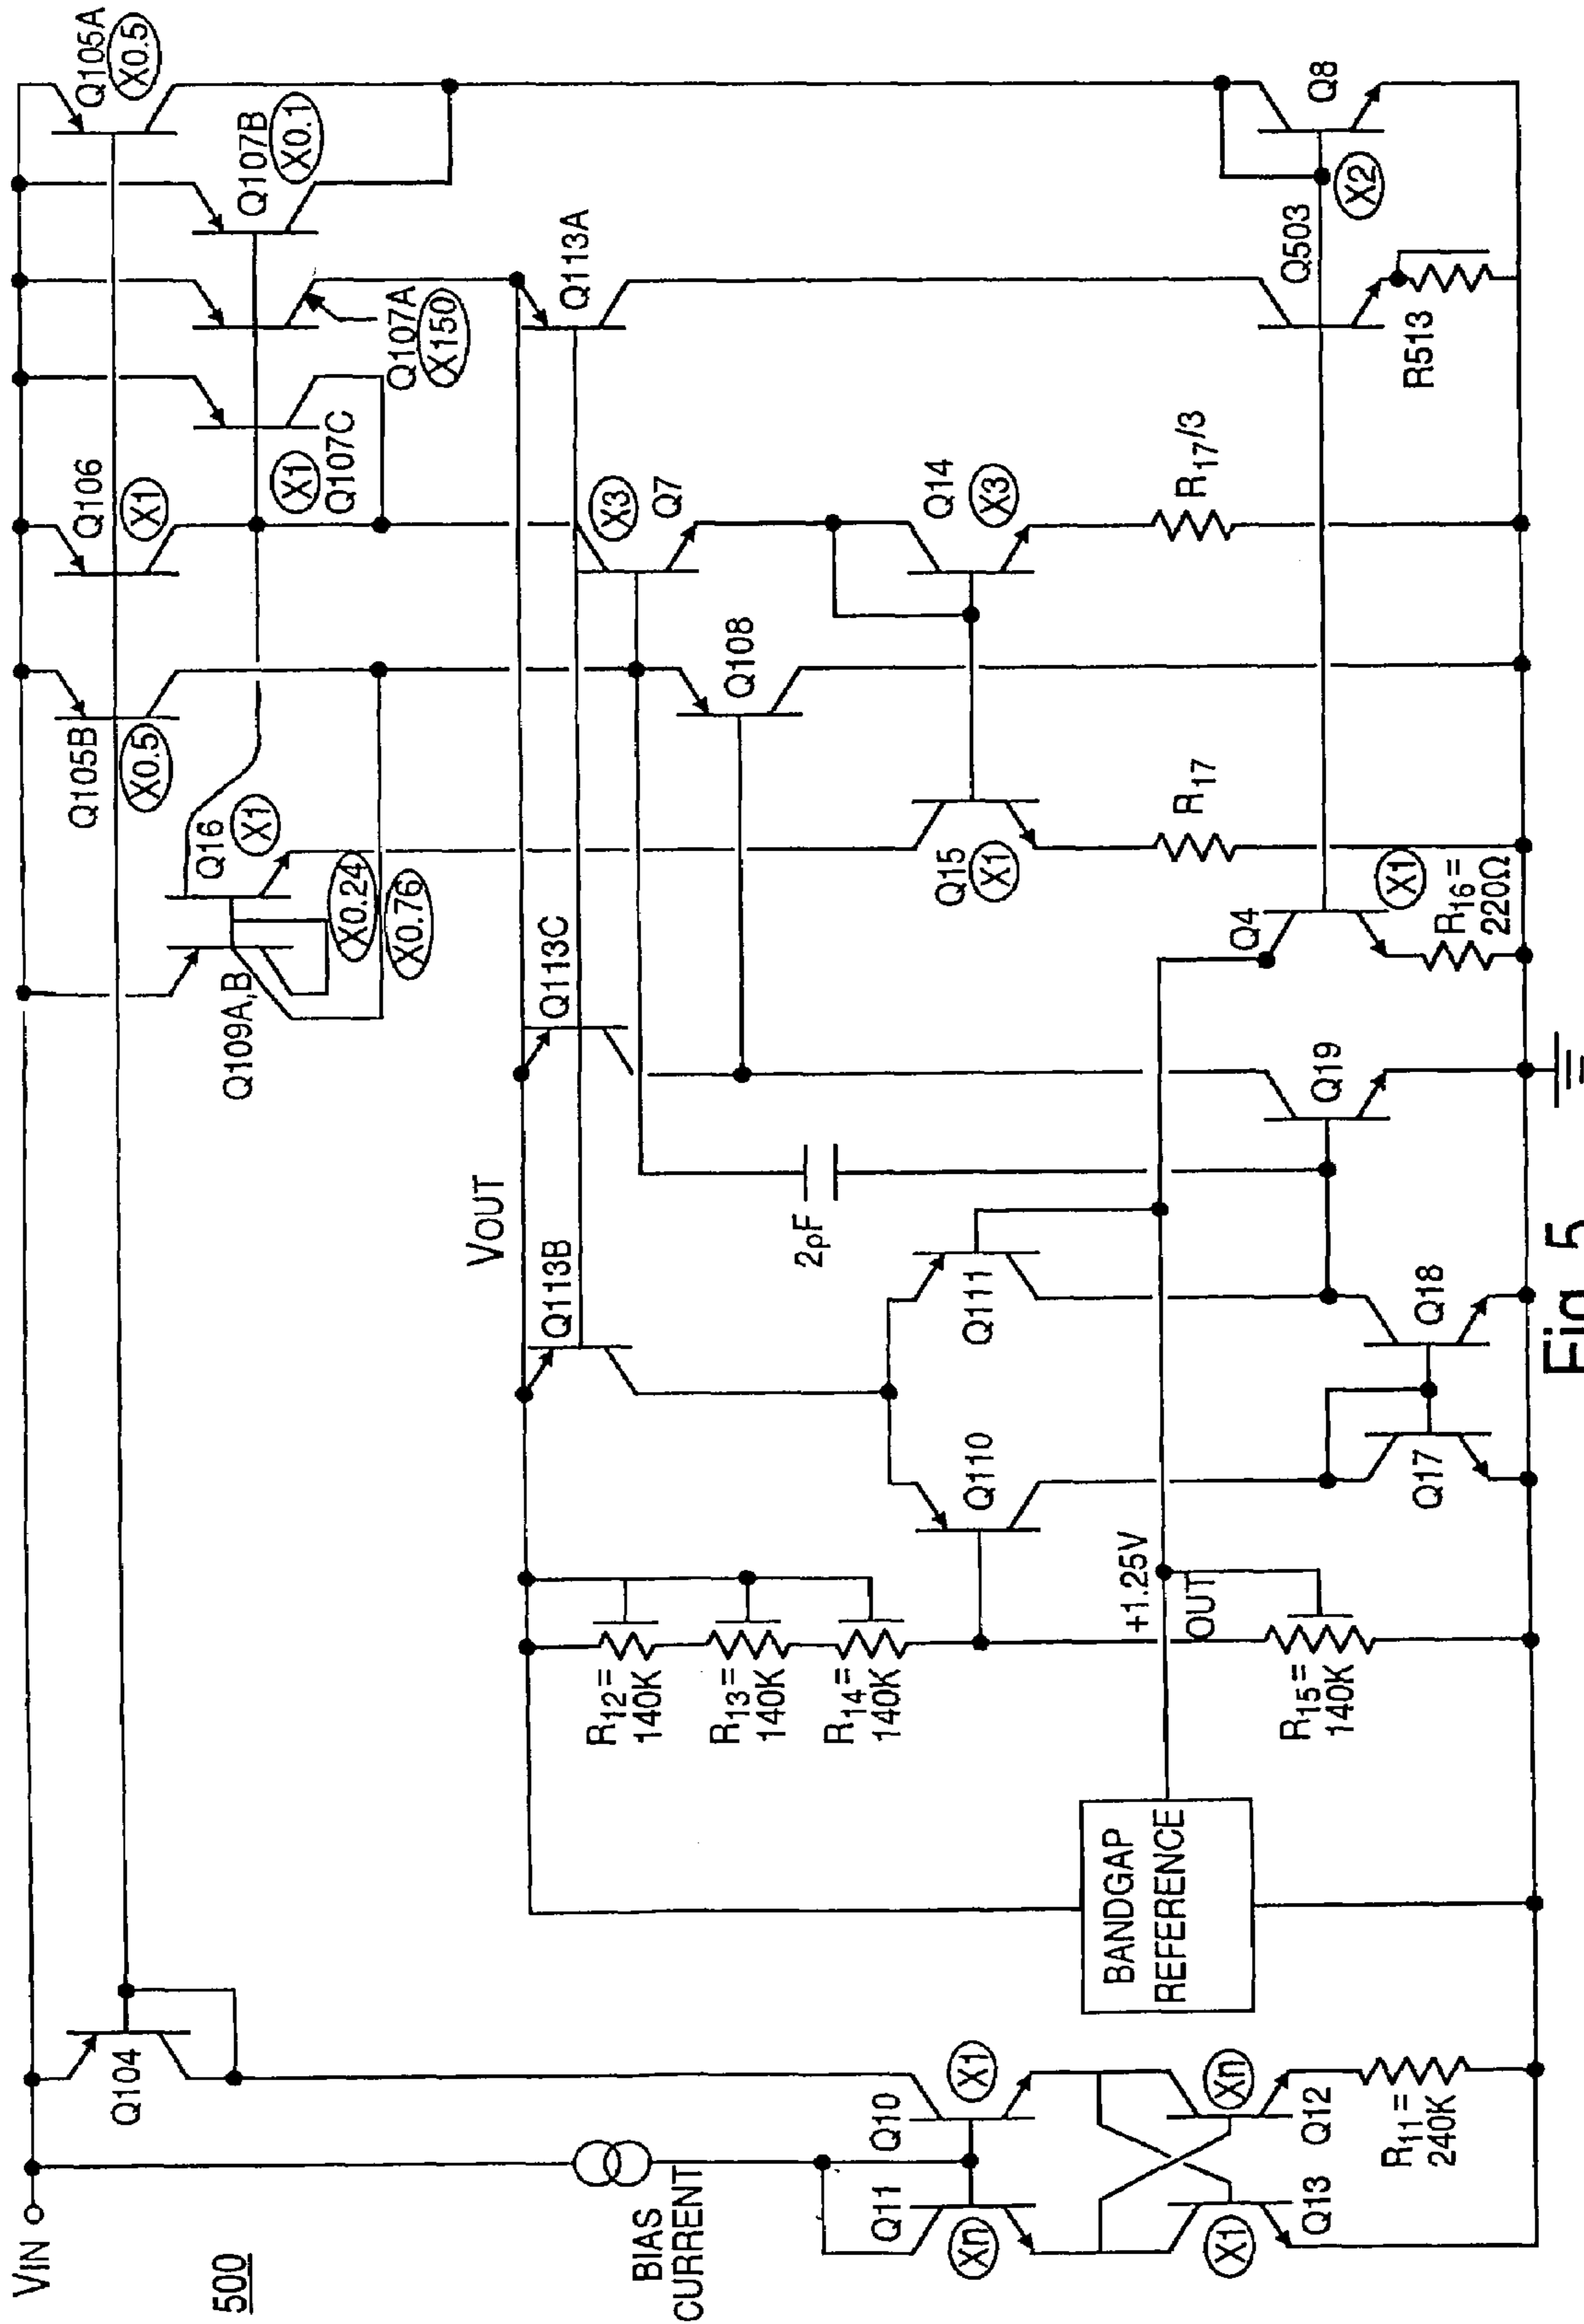 500
VIN
Q104
BIAS
CURRENT
Q11
Xn
Q10
X1
X1
Q13
Xn
Q12
R11=
240K
BANDGAP
REFERENCE
+1.25V
OUT
R12=
140K
R13=
140K
R14=
140K
R15=
140K
VOUT
Q113B
Q110
Q111
Q17
Q18
2pF
Q19
Q113C
Q109A,B
X0.24
X0.76
Q16
X1
Q105B
X0.5
Q106
X1
Q108
Q15
X1
R17
Q4
X1
R16=
220Ω
X3
Q7
Q14
X3
R17/3
X1
Q107C
Q107A
X150
Q107B
X0.1
Q105A
X0.5
Q113A
Q503
R513
X2
Q8
Fig. 5